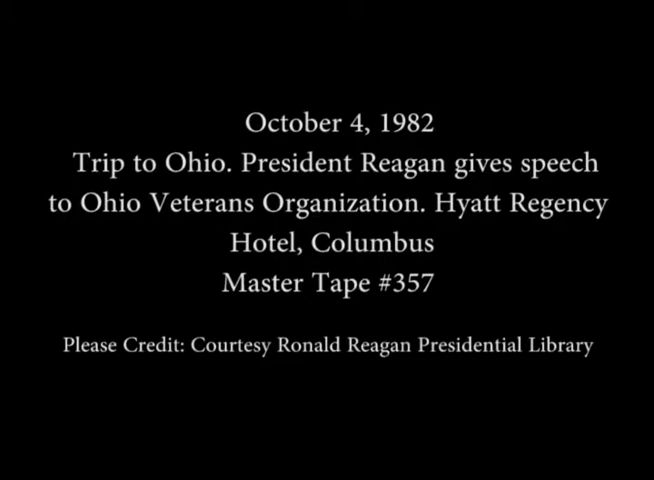 October 4, 1982
Trip to Ohio. President Reagan gives speech
to Ohio Veterans Organization. Hyatt Regency
Hotel, Columbus
Master Tape #357
Please Credit: Courtesy Ronald Reagan Presidential Library